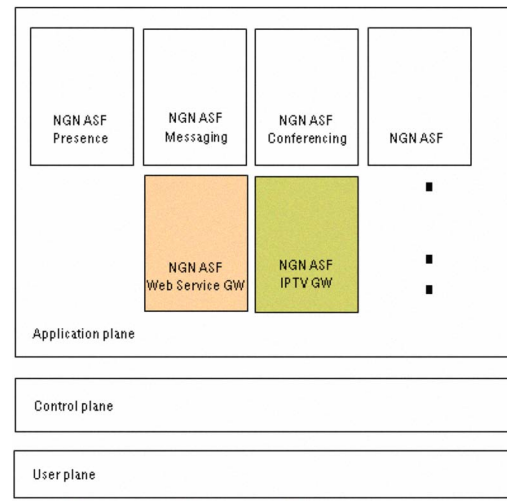 NGN ASF
Presence
NGN ASF
Messaging
NGN ASF
Conferencing
NGN ASF
NGN ASF
Web Service GW
NGN ASF
IPTV GW
Application plane
Control plane
User plane